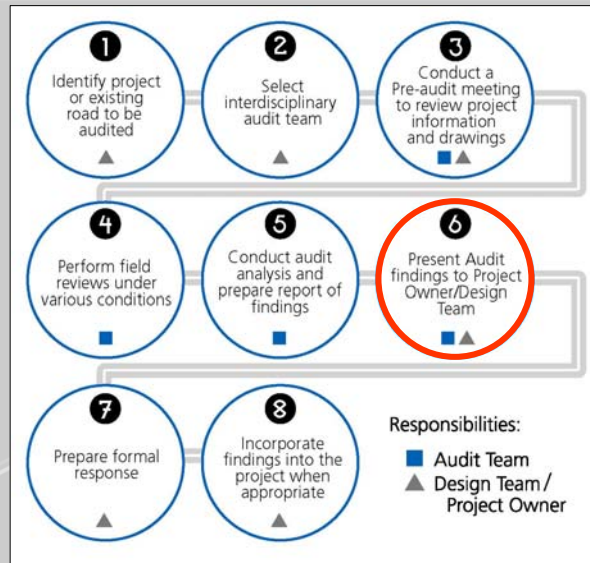 1
Identify project
or existing
road to be
audited
2
Select
interdisciplinary
audit team
3
Conduct a
Pre-audit meeting
to review project
information
and drawings
4
Perform field
reviews under
various conditions
5
Conduct audit
analysis and
prepare report of
findings
6
Present Audit
findings to Project
Owner/Design
Team
7
Prepare formal
response
8
Incorporate
findings into the
project when
appropriate
Responsibilities:
Audit Team
Design Team/
Project Owner